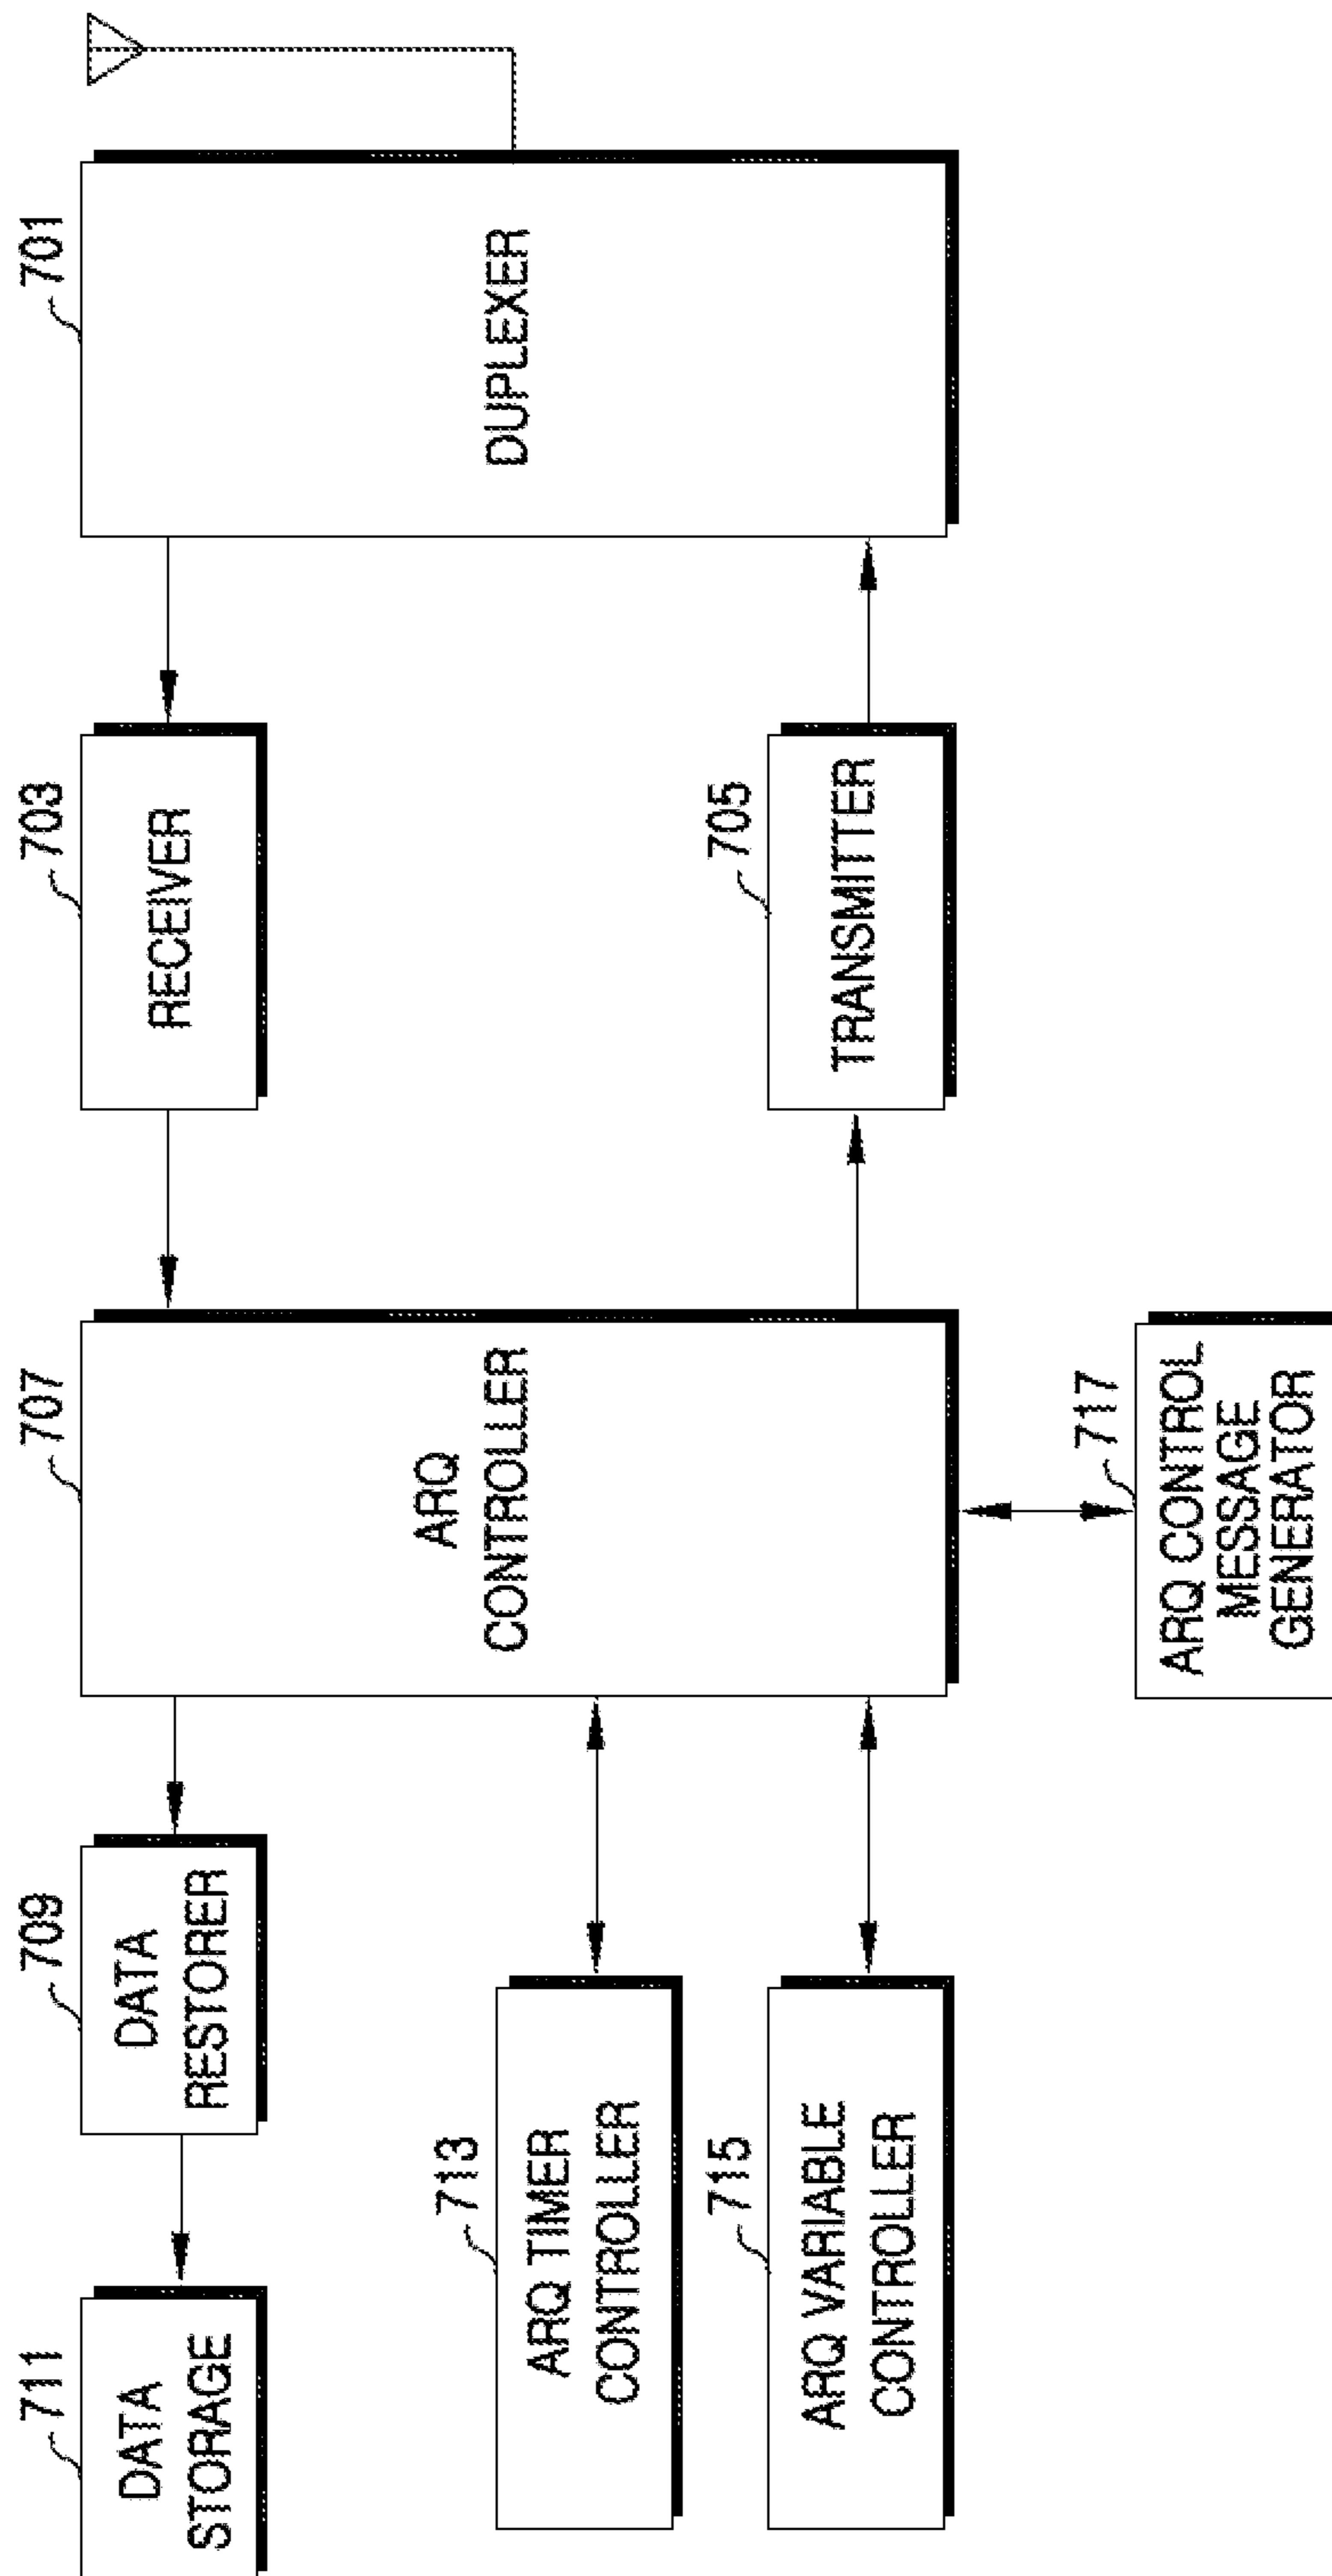 711
DATA
STORAGE
709
DATA
RESTORER
707
ARQ
CONTROLLER
703
RECEIVER
701
DUPLEXER
713
ARQ TIMER
CONTROLLER
715
ARQ VARIABLE
CONTROLLER
705
TRANSMITTER
717
ARQ CONTROL
MESSAGE
GENERATOR